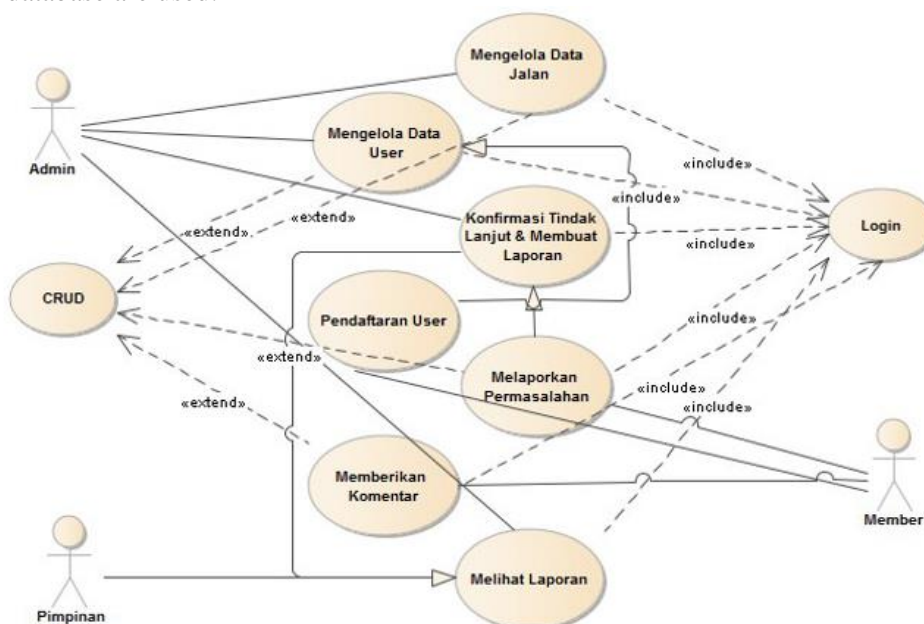 Mengelola Data
Jalan
Mengelola Data
User
Admin
«include»
«include»
«extend»
«extend»
Konfirmasi Tindak
Lanjut & Membuat
Laporan
«include»
Login
CRUD
Pendaftaran User
«include»
«extend»
Melaporkan
Permasalahan
«include»
«extend»
«include»
Memberikan
Komentar
Member
Melihat Laporan
Pimpinan